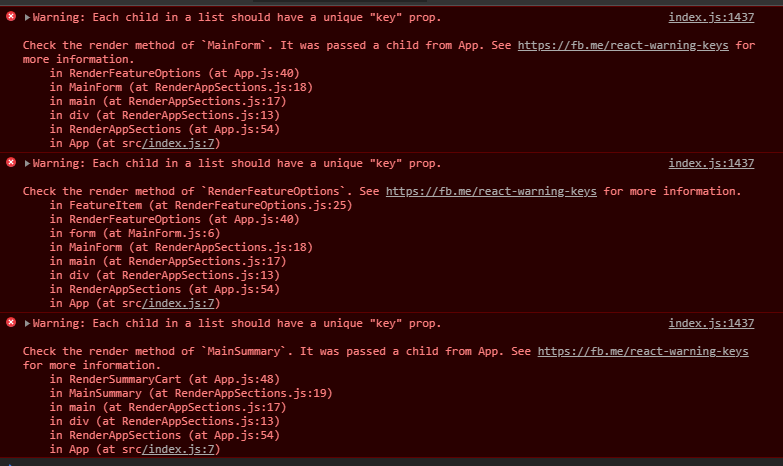 Warning: Each child in a list should have a unique "key" prop. index.js:1437
Check the render method of `MainForm`. It was passed a child from App. See https://fb.me/react-warning-keys for
more information.
in RenderFeatureOptions (at App.js:40)
in MainForm (at RenderAppSections.js:18)
in main (at RenderAppSections.js:17)
in div (at RenderAppSections.js:13)
in RenderAppSections (at App.js:54)
in App (at src/index.js:7)
Warning: Each child in a list should have a unique "key" prop. index.js:1437
Check the render method of `RenderFeatureOptions`. See https://fb.me/react-warning-keys for more information.
in FeatureItem (at RenderFeatureOptions.js:25)
in RenderFeatureOptions (at App.js:40)
in form (at MainForm.js:6)
in MainForm (at RenderAppSections.js:18)
in main (at RenderAppSections.js:17)
in div (at RenderAppSections.js:13)
in RenderAppSections (at App.js:54)
in App (at src/index.js:7)
Warning: Each child in a list should have a unique "key" prop. index.js:1437
Check the render method of `MainSummary`. It was passed a child from App. See https://fb.me/react-warning-keys
for more information.
in RenderSummaryCart (at App.js:48)
in MainSummary (at RenderAppSections.js:19)
in main (at RenderAppSections.js:17)
in div (at RenderAppSections.js:13)
in RenderAppSections (at App.js:54)
in App (at src/index.js:7)